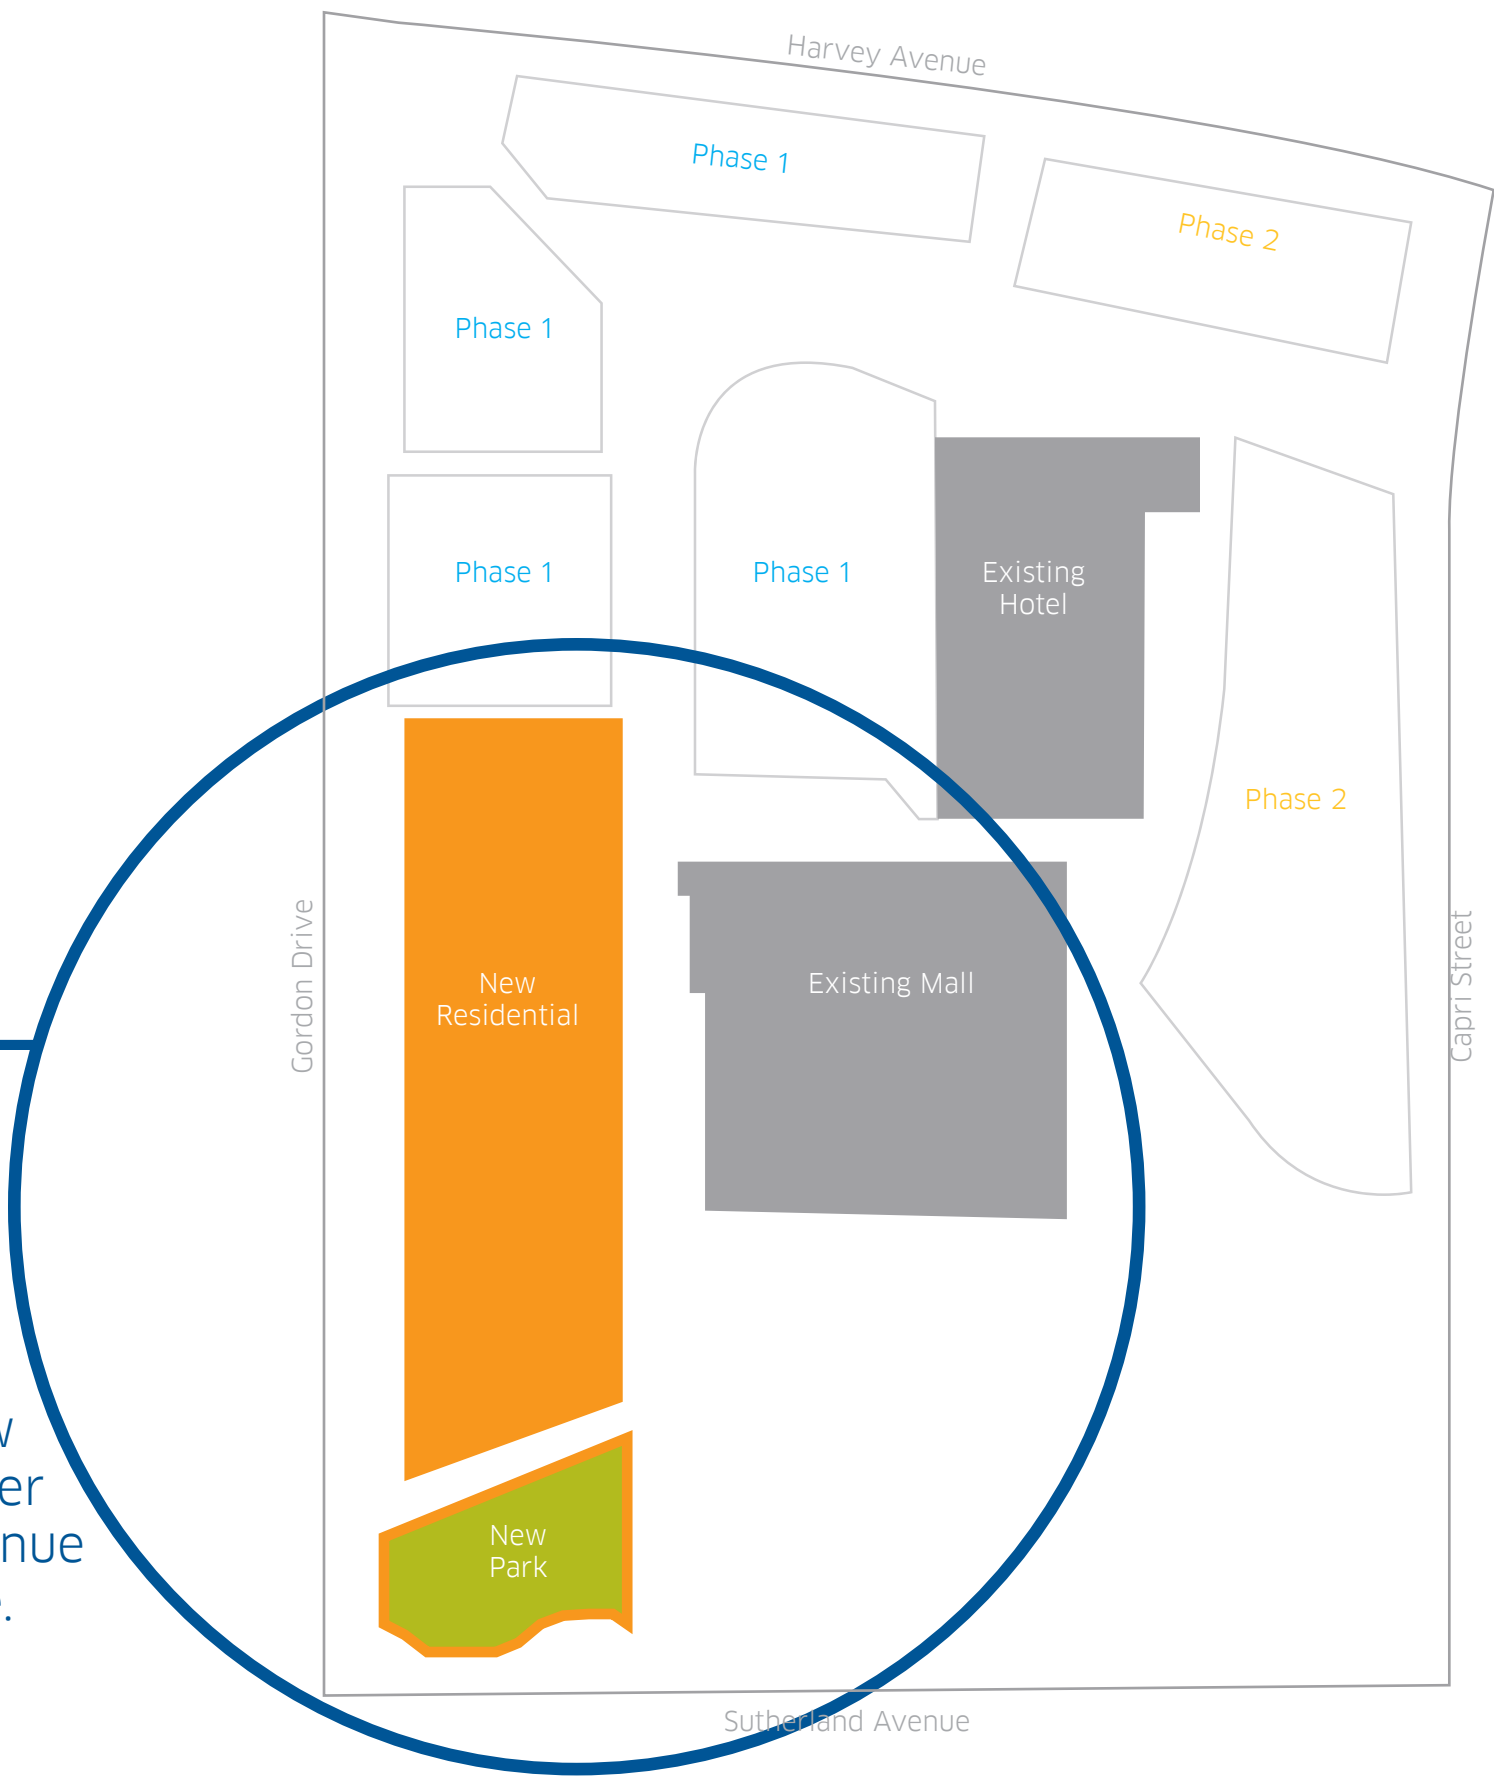 Harvey Avenue
Phase 1
Phase 2
Phase 1
Phase 1
Phase 1
Existing
Hotel
Phase 2
Gordon Drive
New
Residential
Existing Mall
Capri Street
New
Park
Sutherland Avenue